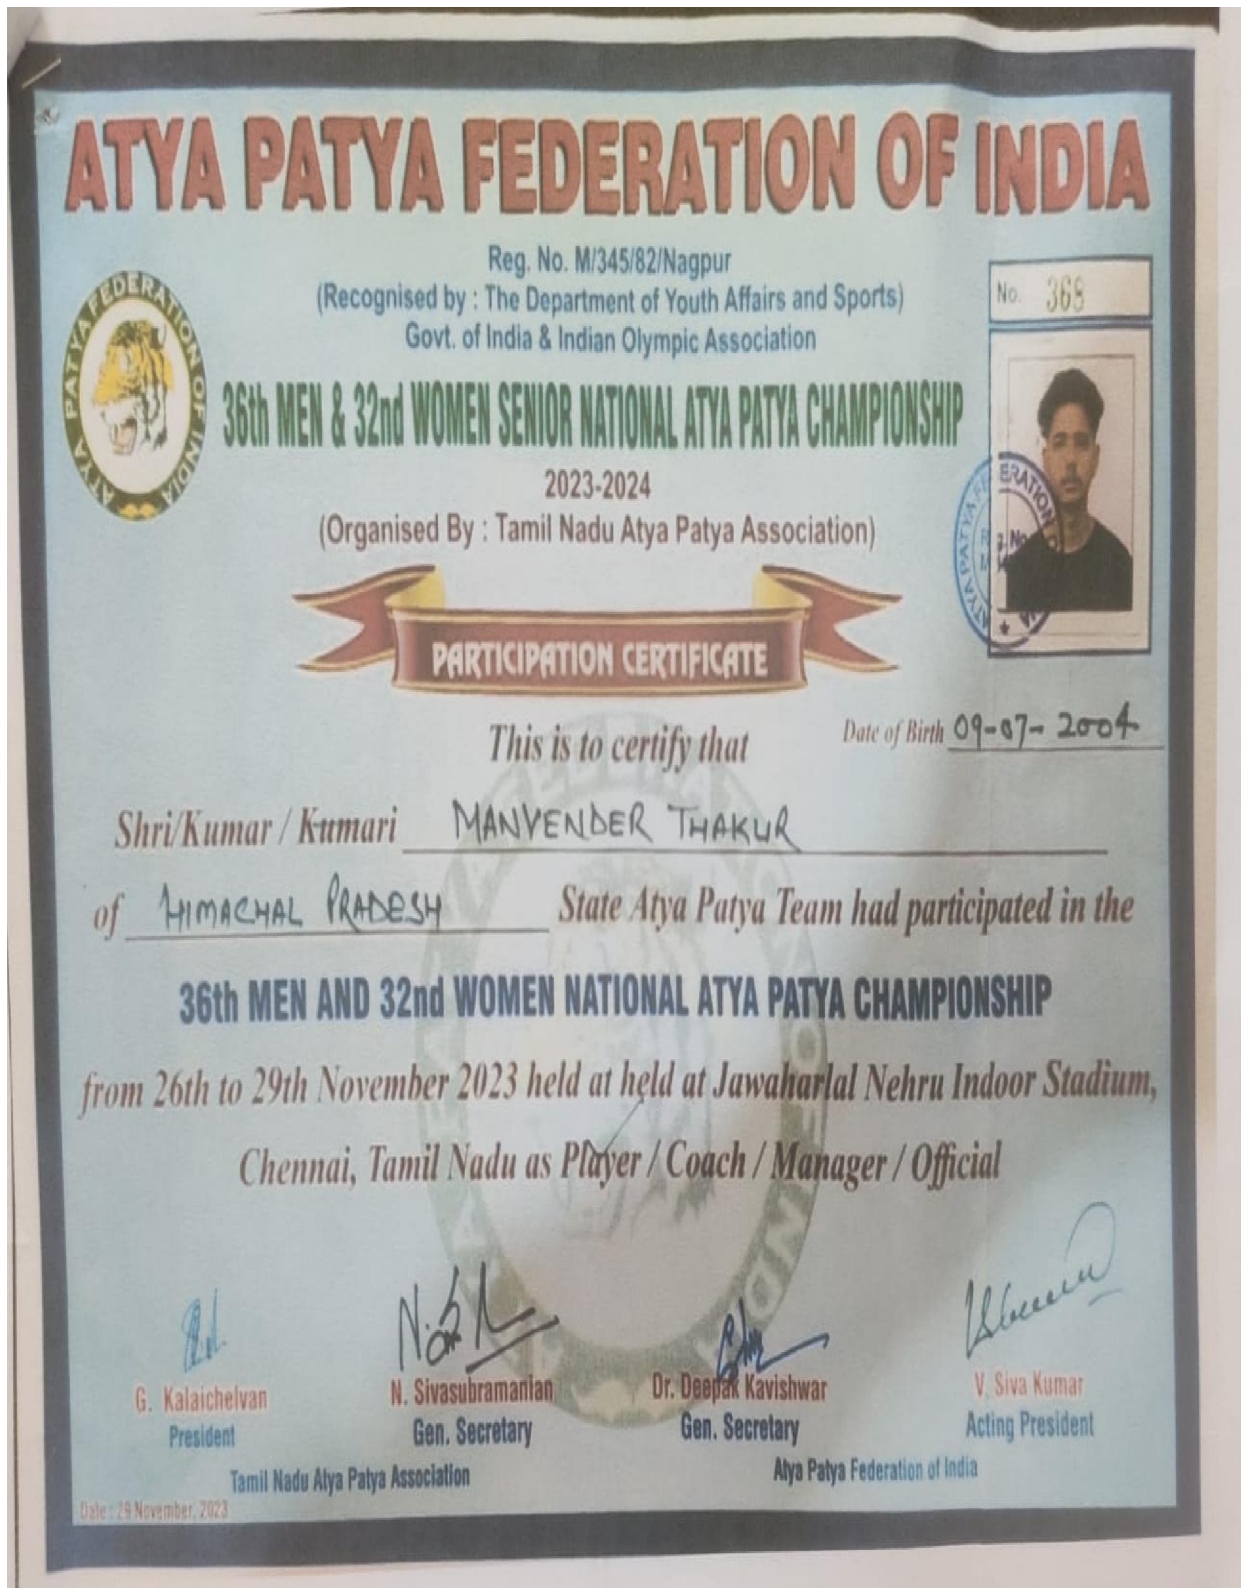 ATYA PATYA FEDERATION OF INDIA
Reg. No. M/345/82/Nagpur
(Recognised by : The Department of Youth Affairs and Sports)
Govt. of India & Indian Olympic Association
No. 368
ATYA PATYA FEDERATION OF INDIA
36th MEN & 32nd WOMEN SENIOR NATIONAL ATYA PATYA CHAMPIONSHIP
2023-2024
(Organised By : Tamil Nadu Atya Patya Association)
PARTICIPATION CERTIFICATE
This is to certify that
Date of Birth 09-07-2004
Shri/Kumar / Kumari MANVENDER THAKUR
of HIMACHAL PRADESH State Atya Patya Team had participated in the
36th MEN AND 32nd WOMEN NATIONAL ATYA PATYA CHAMPIONSHIP
from 26th to 29th November 2023 held at held at Jawaharlal Nehru Indoor Stadium,
Chennai, Tamil Nadu as Player / Coach / Manager / Official
G. Kalaichelvan N. Sivasubramanian Dr. Deepak Kavishwar V. Siva Kumar
President Gen. Secretary Gen. Secretary Acting President
Tamil Nadu Atya Patya Association Atya Patya Federation of India
Date : 29 November, 2023